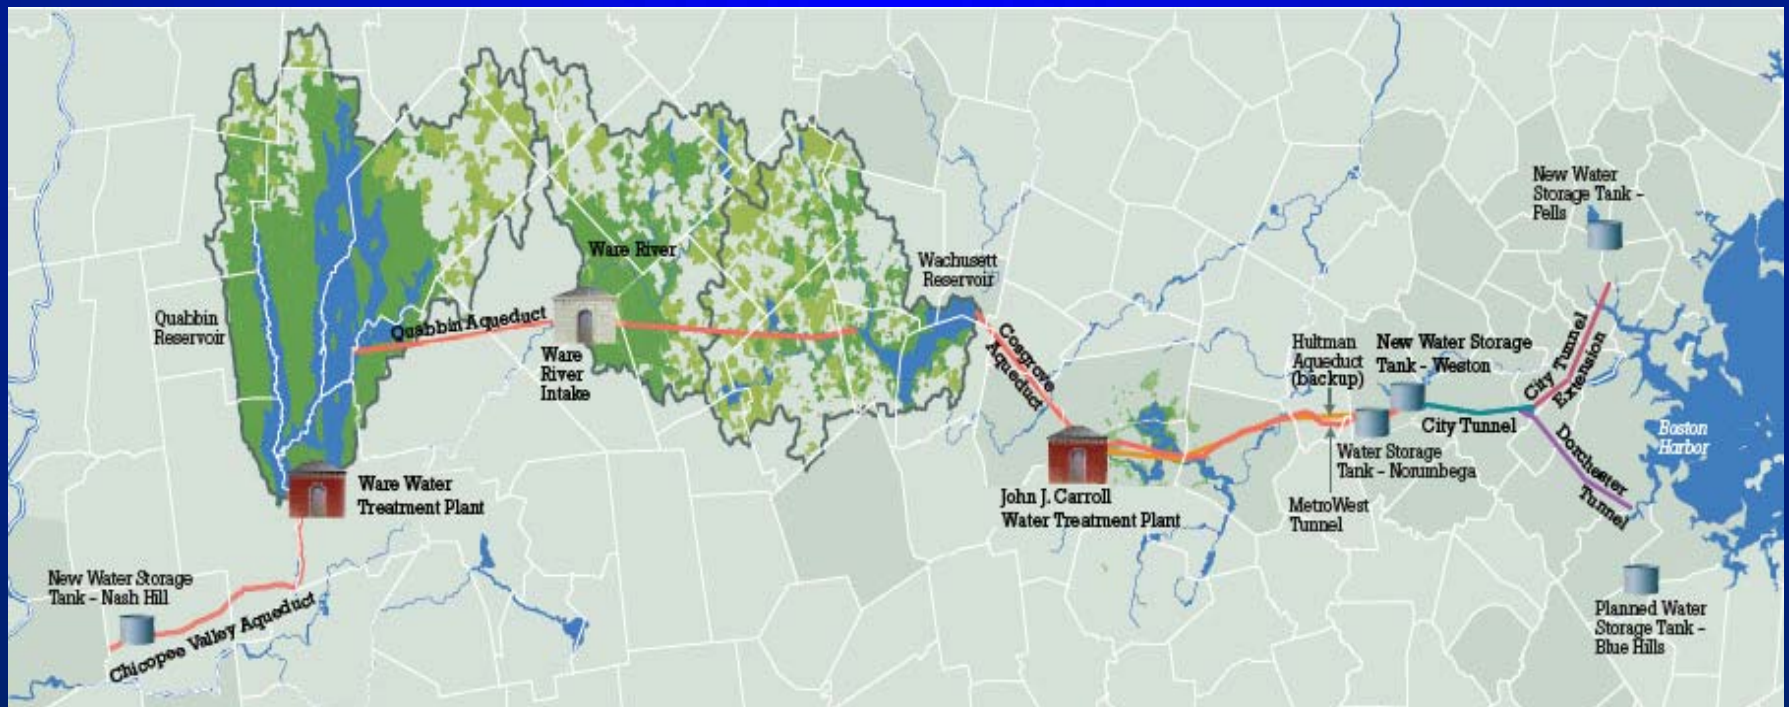 New Water
Storage Tank –
Fells
Ware River
Wachusett
Reservoir
Quabbin
Reservoir
Quabbin Aqueduct
Ware
River
Intake
Cosgrove
Aqueduct
Hultman
Aqueduct
(backup)
New Water Storage
Tank – Weston
City Tunnel
Extension
City Tunnel
Boston
Harbor
Water Storage
Tank – Norumbega
Dorchester
Tunnel
MetroWest
Tunnel
Ware Water
Treatment Plant
John J. Carroll
Water Treatment Plant
New Water Storage
Tank – Nash Hill
Chicopee Valley Aqueduct
Planned Water
Storage Tank –
Blue Hills